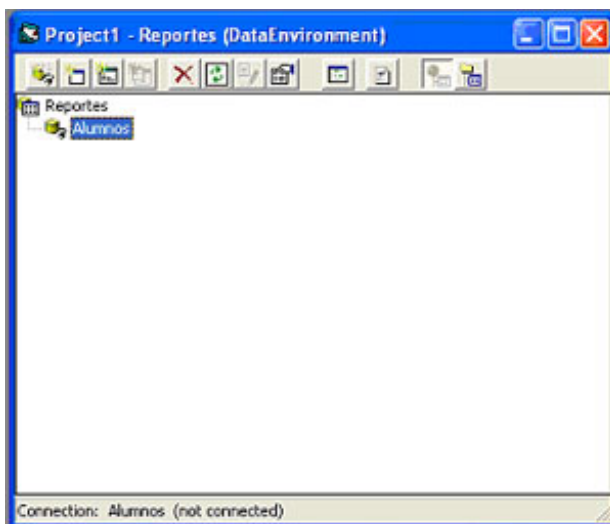 Project1 - Reportes (DataEnvironment)
Reportes
Alumnos
Connection: Alumnos (not connected)